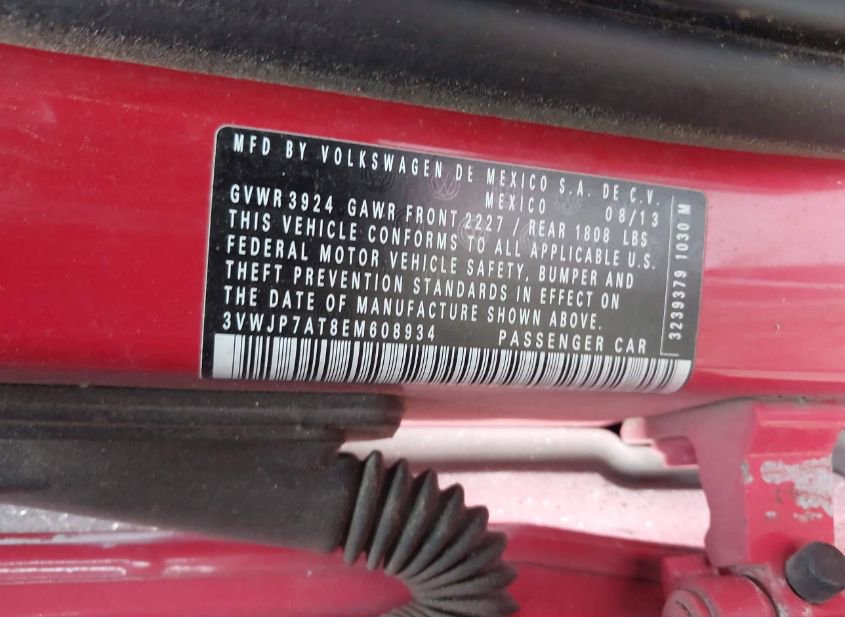 MFD BY VOLKSWAGEN DE MEXICO S.A. DE C.V.
MEXICO 08/13
GVWR 3924 GAWR FRONT 2227 / REAR 1808 LBS
THIS VEHICLE CONFORMS TO ALL APPLICABLE U.S.
FEDERAL MOTOR VEHICLE SAFETY, BUMPER AND
THEFT PREVENTION STANDARDS IN EFFECT ON
THE DATE OF MANUFACTURE SHOWN ABOVE.
3VWJP7AT8EM608934 PASSENGER CAR
3239379 1030 M